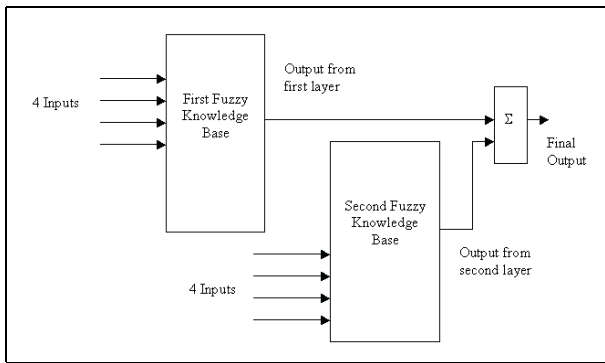 4 Inputs
First Fuzzy
Knowledge
Base
Output from
first layer
Σ
Final
Output
Second Fuzzy
Knowledge
Base
4 Inputs
Output from
second layer